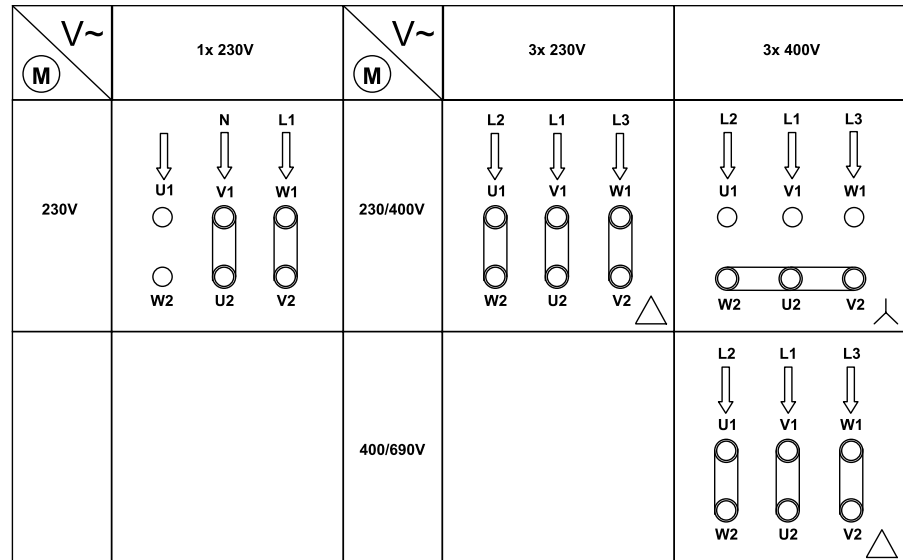 V~ 1x 230V V~ 3x 230V 3x 400V
M M
N L1 L2 L1 L3 L2 L1 L3
U1 V1 W1 U1 V1 W1 U1 V1 W1
230V 230/400V
W2 U2 V2 W2 U2 V2 W2 U2 V2
L2 L1 L3
U1 V1 W1
400/690V
W2 U2 V2